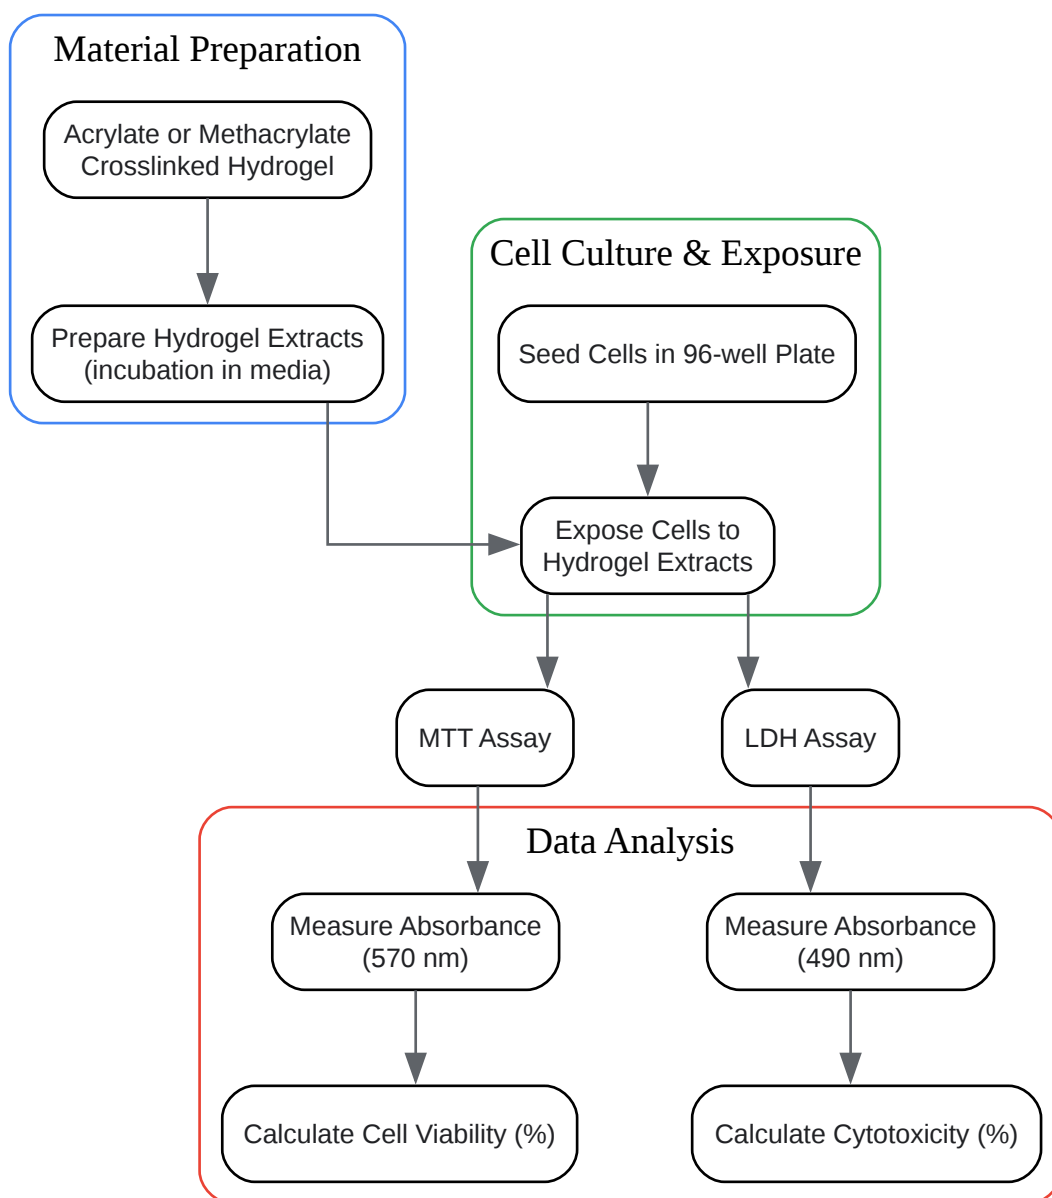 Material Preparation
Acrylate or Methacrylate
Crosslinked Hydrogel
Prepare Hydrogel Extracts
(incubation in media)
Cell Culture & Exposure
Seed Cells in 96-well Plate
Expose Cells to
Hydrogel Extracts
MTT Assay
LDH Assay
Data Analysis
Measure Absorbance
(570 nm)
Measure Absorbance
(490 nm)
Calculate Cell Viability (%)
Calculate Cytotoxicity (%)